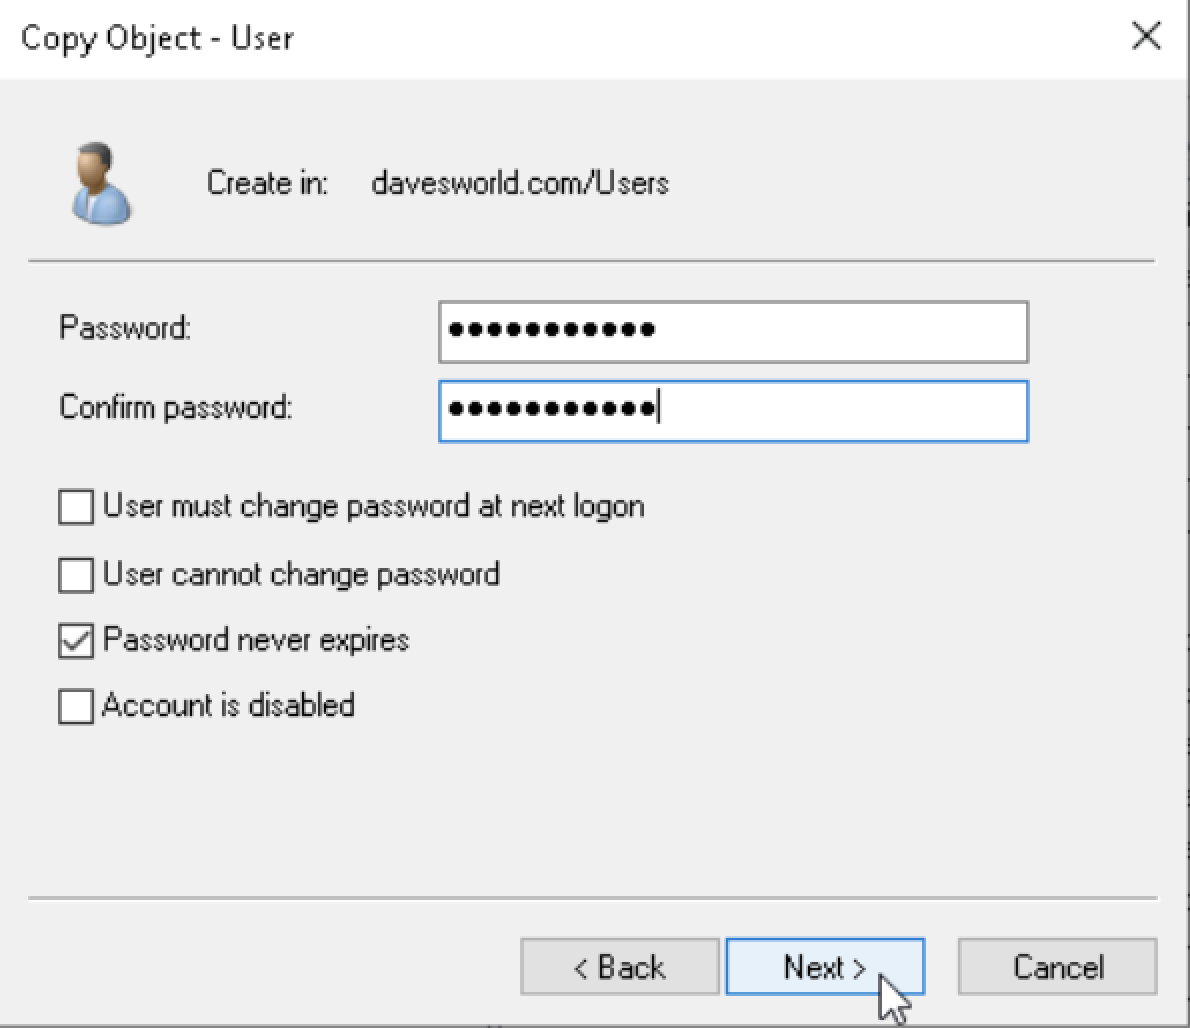 Copy Object - User
Create in: davesworld.com/Users
Password: ●●●●●●●●●●●
Confirm password: ●●●●●●●●●●●
User must change password at next logon
User cannot change password
Password never expires
Account is disabled
< Back Next > Cancel